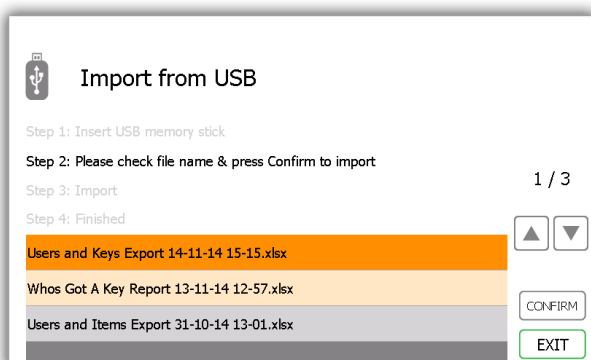 Import from USB
Step 1: Insert USB memory stick
Step 2: Please check file name & press Confirm to import
Step 3: Import
Step 4: Finished
1 / 3
Users and Keys Export 14-11-14 15-15.xlsx
Whos Got A Key Report 13-11-14 12-57.xlsx
Users and Items Export 31-10-14 13-01.xlsx
CONFIRM
EXIT